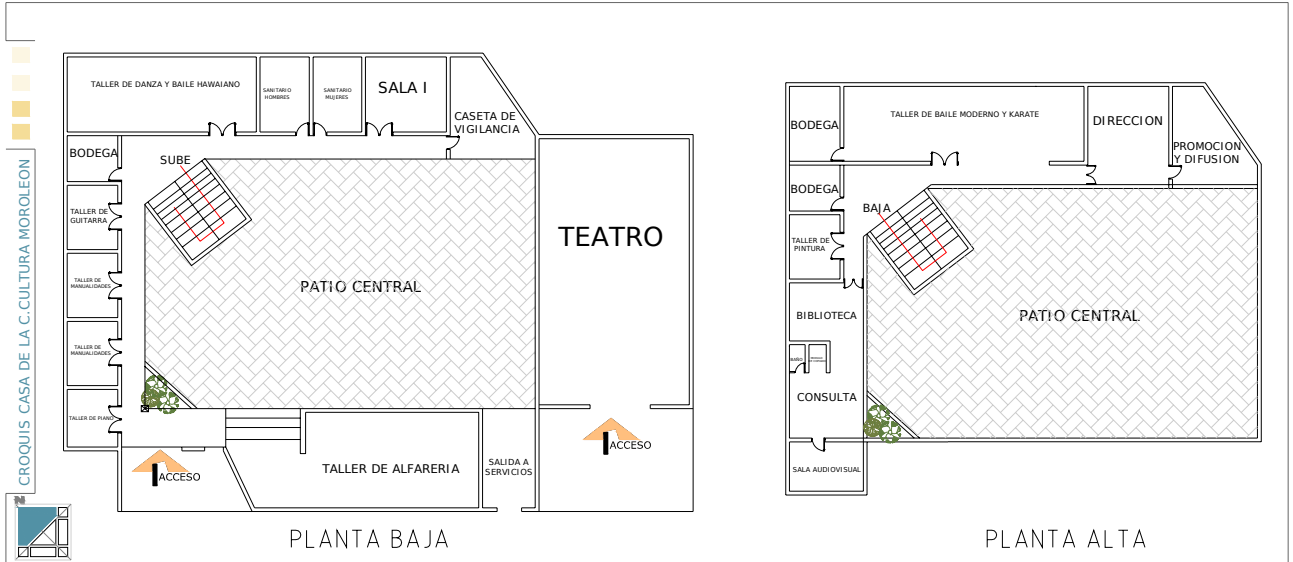 CROQUIS CASA DE LA C.CULTURA MOROLEON
N
TALLER DE DANZA Y BAILE HAWAIANO
SANITARIO
HOMBRES
SANITARIO
MUJERES
SALA I
CASETA DE
VIGILANCIA
BODEGA
SUBE
TALLER DE
GUITARRA
TALLER DE
MANUALIDADES
TALLER DE
MANUALIDADES
TALLER DE PIANO
PATIO CENTRAL
TEATRO
ACCESO
TALLER DE ALFARERIA
SALIDA A
SERVICIOS
ACCESO
PLANTA BAJA
BODEGA
TALLER DE BAILE MODERNO Y KARATE
DIRECCION
PROMOCION
Y DIFUSION
BODEGA
BAJA
TALLER DE
PINTURA
BIBLIOTECA
PATIO CENTRAL
BAÑO
CONSULTA
SALA AUDIOVISUAL
PLANTA ALTA